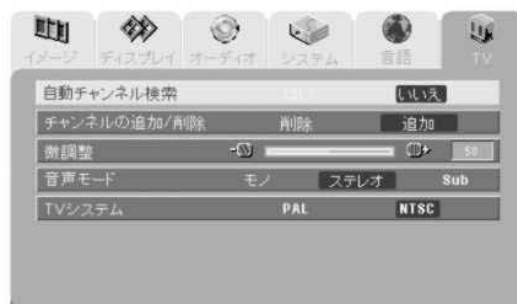 イメージ ディスプレイ オーディオ システム 言語 TV
自動チャンネル検索 いいえ
チャンネルの追加/削除 削除 追加
微調整 50
音声モード モノ ステレオ Sub
TVシステム PAL NTSC